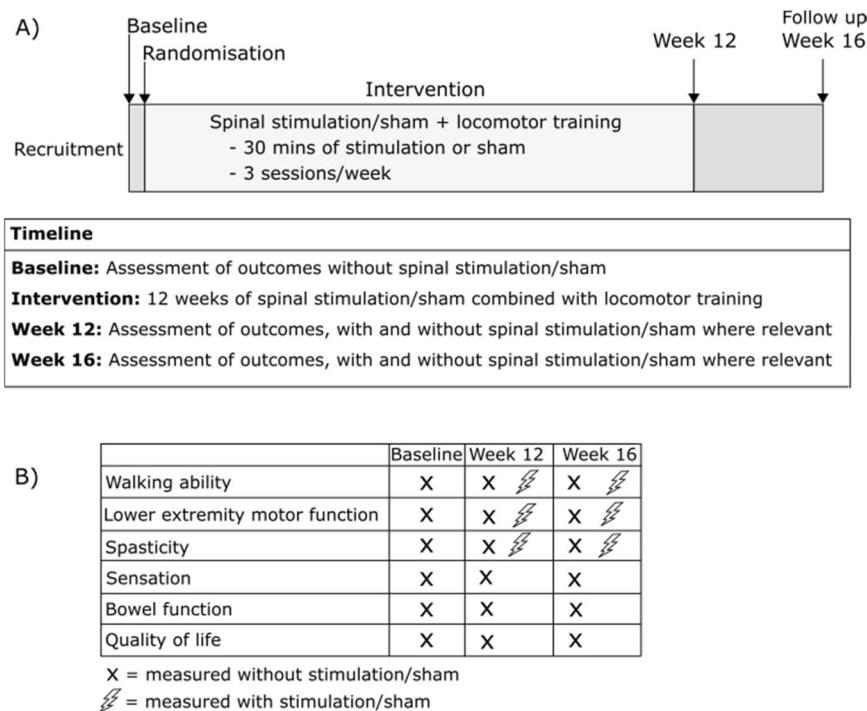 A)
Baseline
Randomisation
Week 12
Follow up
Week 16
Intervention
Recruitment
Spinal stimulation/sham + locomotor training
- 30 mins of stimulation or sham
- 3 sessions/week
Timeline
Baseline: Assessment of outcomes without spinal stimulation/sham
Intervention: 12 weeks of spinal stimulation/sham combined with locomotor training
Week 12: Assessment of outcomes, with and without spinal stimulation/sham where relevant
Week 16: Assessment of outcomes, with and without spinal stimulation/sham where relevant
B)
Baseline Week 12 Week 16
Walking ability X X X
Lower extremity motor function X X X
Spasticity X X X
Sensation X X X
Bowel function X X X
Quality of life X X X
X = measured without stimulation/sham
= measured with stimulation/sham